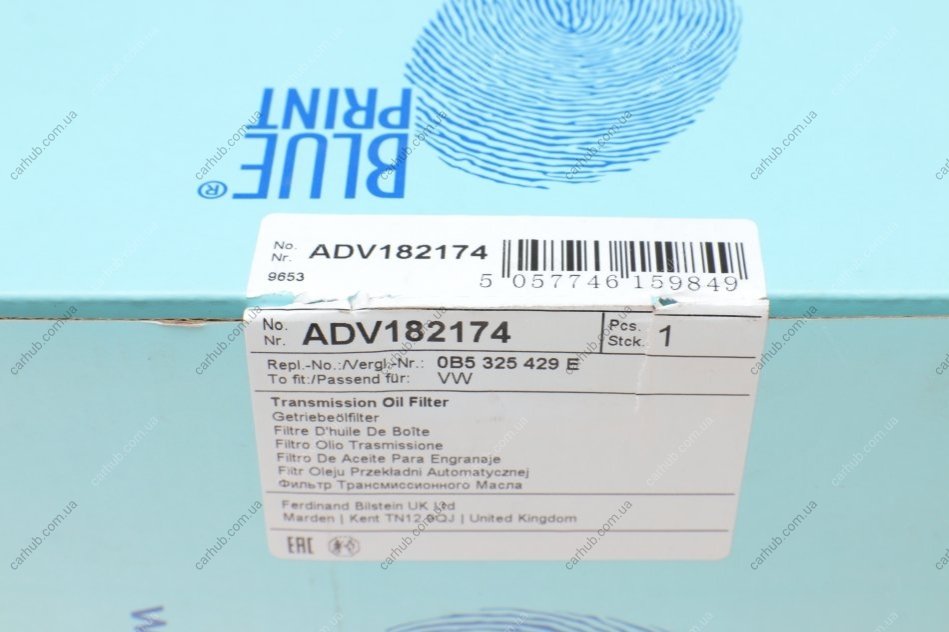 BLUE
PRINT
®
No.
Nr. ADV182174
9653
5 057746 159849
No.
Nr. ADV182174
Pcs.
Stck. 1
Repl.-No.:/Vergl.-Nr.: 0B5 325 429 E
To fit:/Passend für: VW
Transmission Oil Filter
Getriebeölfilter
Filtre D'huile De Boîte
Filtro Olio Trasmissione
Filtro De Aceite Para Engranaje
Filtr Oleju Przekładni Automatycznej
Фильтр Трансмиссионного Масла
Ferdinand Bilstein UK Ltd
Marden | Kent TN12 | United Kingdom
EAC
carhub.com.ua